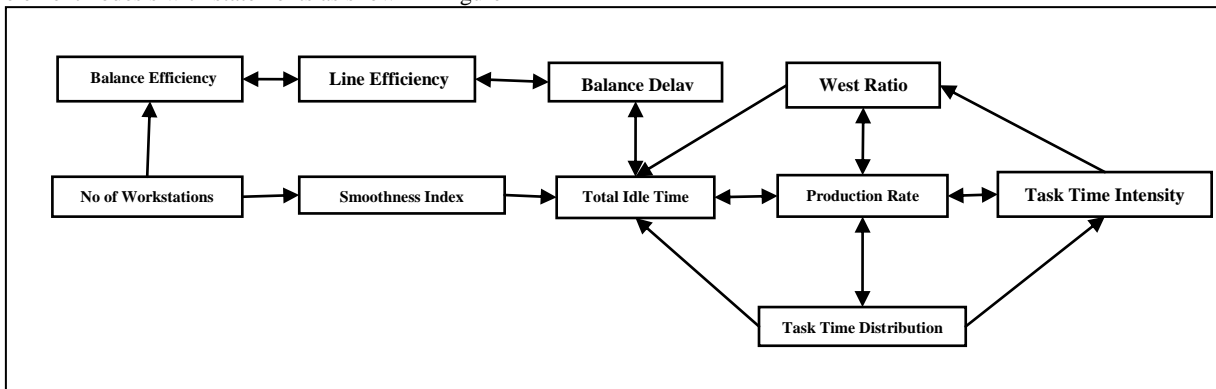 Balance Efficiency
Line Efficiency
Balance Delav
West Ratio
No of Workstations
Smoothness Index
Total Idle Time
Production Rate
Task Time Intensity
Task Time Distribution